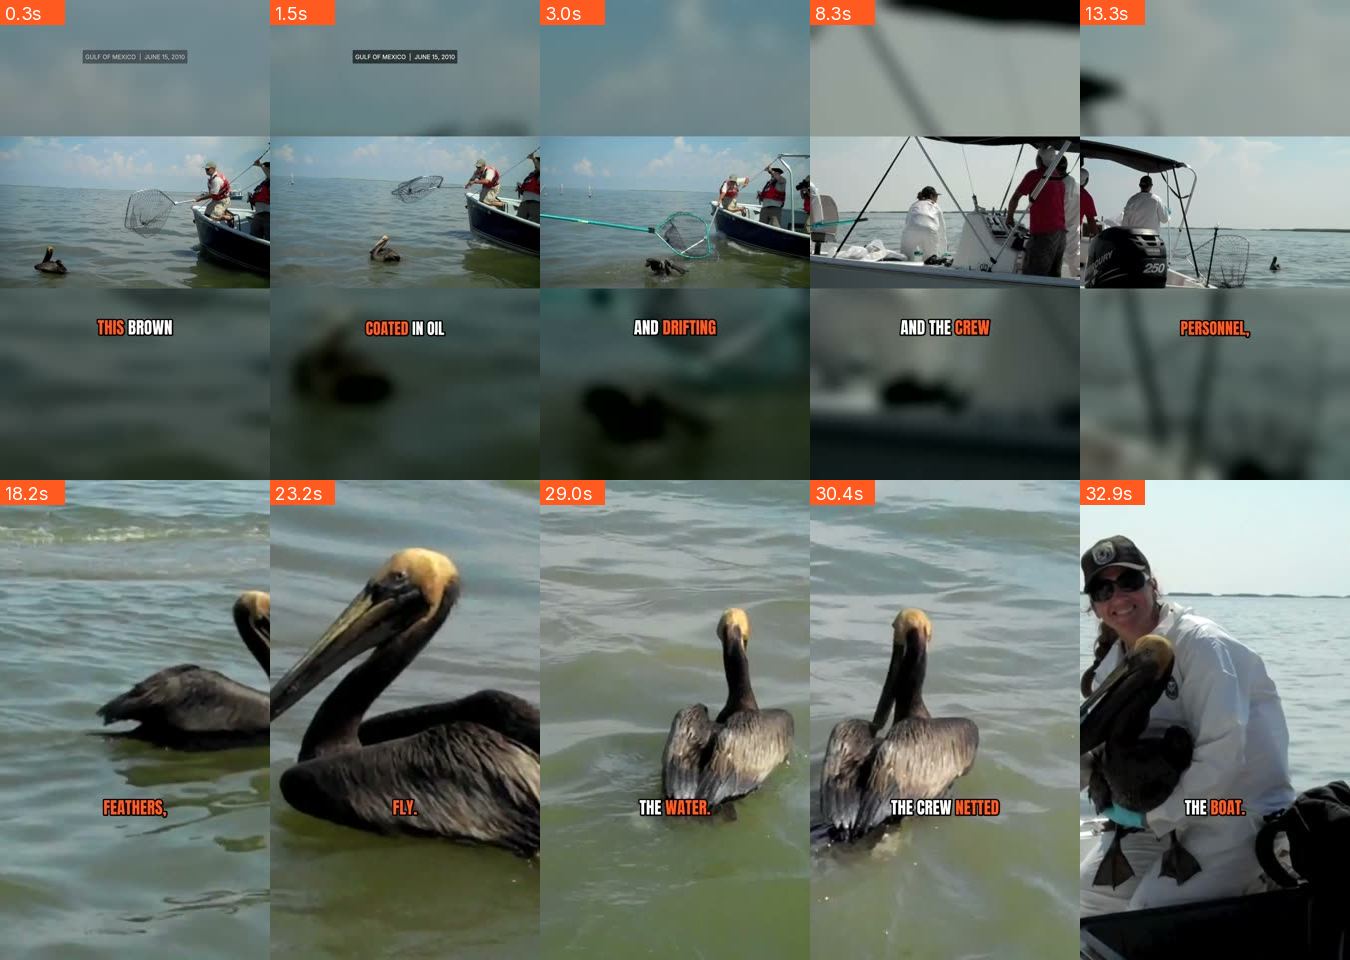 0.3s
1.5s
3.0s
8.3s
13.3s
GULF OF MEXICO | JUNE 15, 2010
GULF OF MEXICO | JUNE 15, 2010
250
THIS BROWN
COATED IN OIL
AND DRIFTING
AND THE CREW
PERSONNEL,
18.2s
23.2s
29.0s
30.4s
32.9s
FEATHERS,
FLY.
THE WATER.
THE CREW NETTED
THE BOAT.